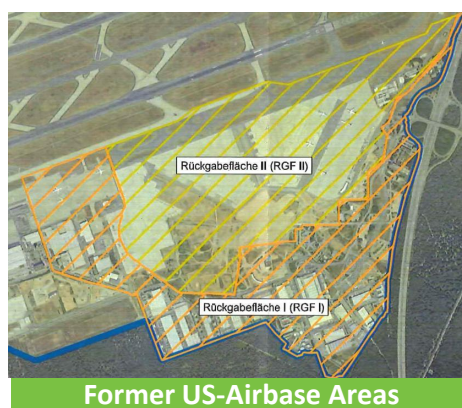 Rückgabefläche II (RGF II)
Rückgabefläche I (RGF I)
Former US-Airbase Areas